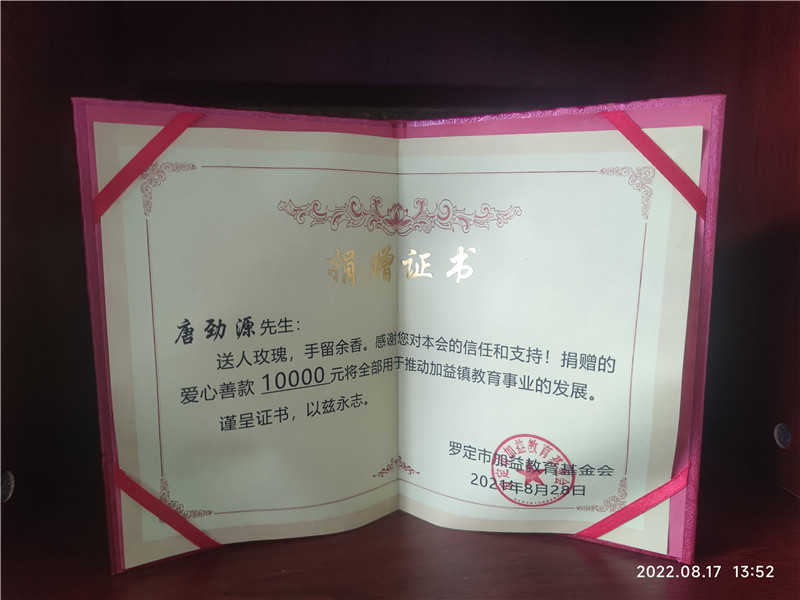 捐赠证书
唐劲源先生：
送人玫瑰，手留余香。感谢您对本会的信任和支持！捐赠的
爱心善款 10000 元将全部用于推动加益镇教育事业的发展。
谨呈证书，以兹永志。
罗定市加益教育基金会
2021年8月28日
2022.08.17 13:52